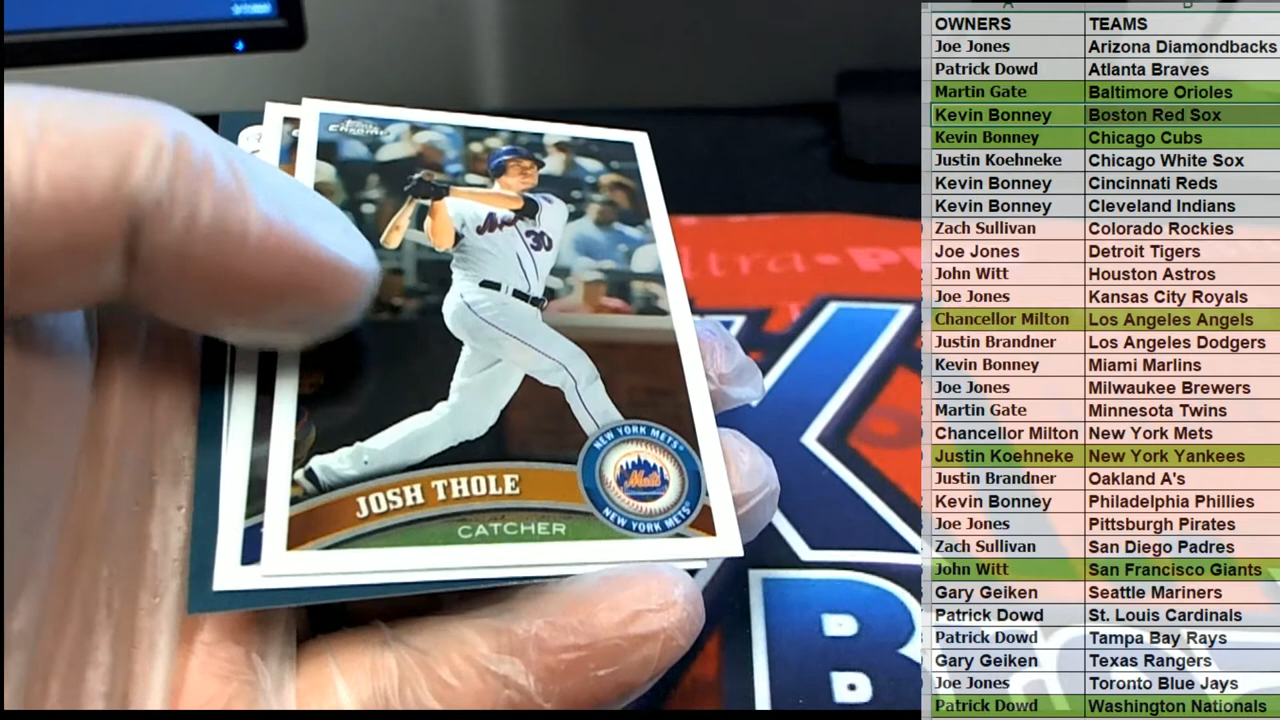 Topps
Chrome
Mets
30
JOSH THOLE
CATCHER
NEW YORK METS
Mets
NEW YORK METS
ltra-PR
K
B
A B
OWNERS TEAMS
Joe Jones Arizona Diamondbacks
Patrick Dowd Atlanta Braves
Martin Gate Baltimore Orioles
Kevin Bonney Boston Red Sox
Kevin Bonney Chicago Cubs
Justin Koehneke Chicago White Sox
Kevin Bonney Cincinnati Reds
Kevin Bonney Cleveland Indians
Zach Sullivan Colorado Rockies
Joe Jones Detroit Tigers
John Witt Houston Astros
Joe Jones Kansas City Royals
Chancellor Milton Los Angeles Angels
Justin Brandner Los Angeles Dodgers
Kevin Bonney Miami Marlins
Joe Jones Milwaukee Brewers
Martin Gate Minnesota Twins
Chancellor Milton New York Mets
Justin Koehneke New York Yankees
Justin Brandner Oakland A's
Kevin Bonney Philadelphia Phillies
Joe Jones Pittsburgh Pirates
Zach Sullivan San Diego Padres
John Witt San Francisco Giants
Gary Geiken Seattle Mariners
Patrick Dowd St. Louis Cardinals
Patrick Dowd Tampa Bay Rays
Gary Geiken Texas Rangers
Joe Jones Toronto Blue Jays
Patrick Dowd Washington Nationals